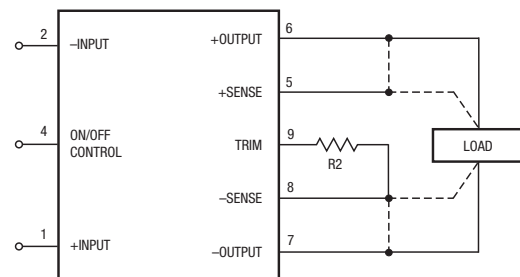 6
2
–INPUT
+OUTPUT
5
+SENSE
4
ON/OFF
CONTROL
9
TRIM
R2
LOAD
8
–SENSE
1
+INPUT
7
–OUTPUT